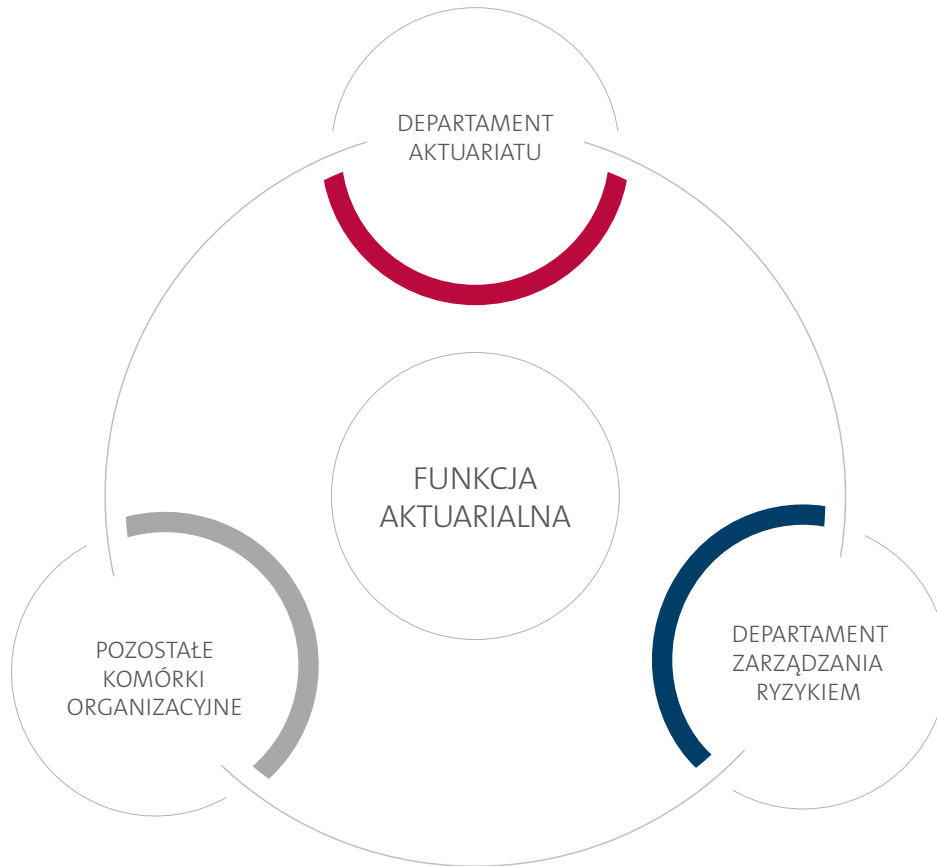 DEPARTAMENT
AKTUARIATU
FUNKCJA
AKTUARIALNA
POZOSTAŁE
KOMÓRKI
ORGANIZACYJNE
DEPARTAMENT
ZARZĄDZANIA
RYZYKIEM